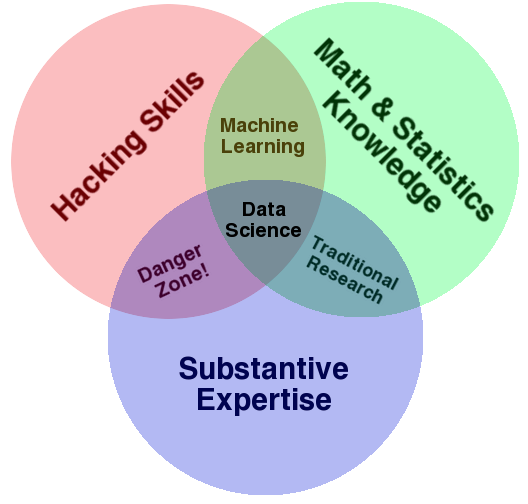 Hacking Skills
Math & Statistics
Knowledge
Machine
Learning
Data
Science
Danger
Zone!
Traditional
Research
Substantive
Expertise